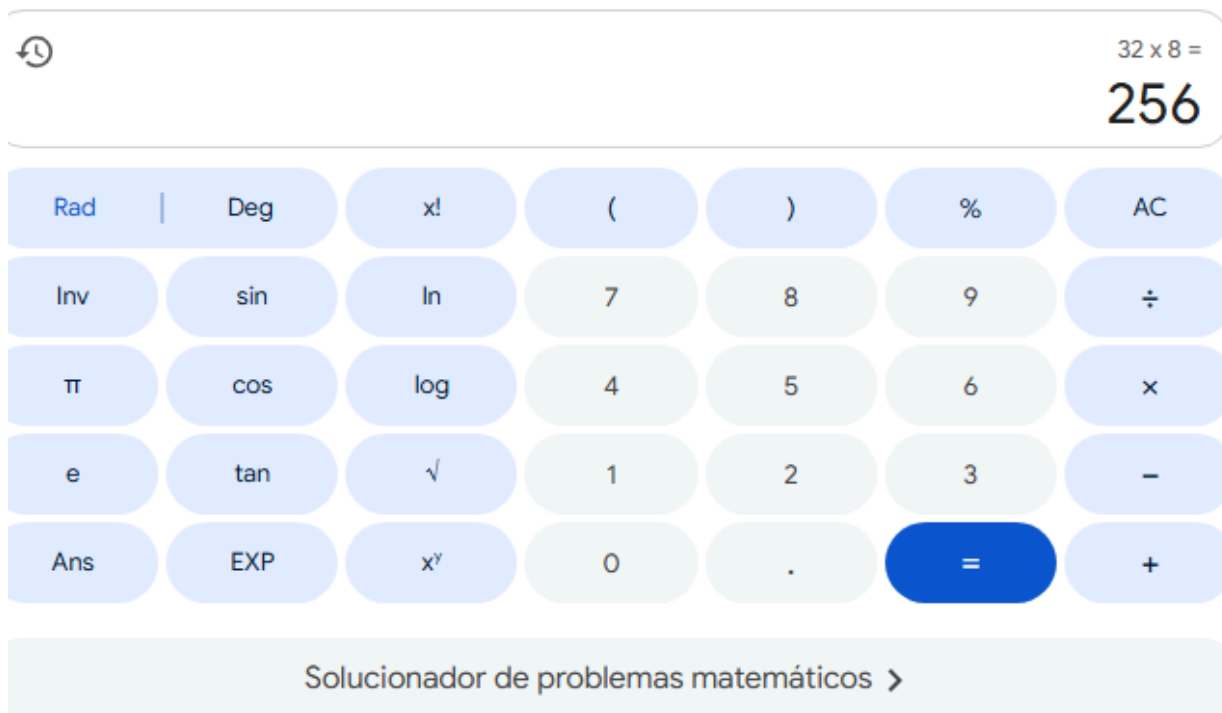 32 x 8 =
256
Rad | Deg x! ( ) % AC
Inv sin ln 7 8 9 ÷
π cos log 4 5 6 ×
e tan √ 1 2 3 −
Ans EXP xʸ 0 . = +
Solucionador de problemas matemáticos